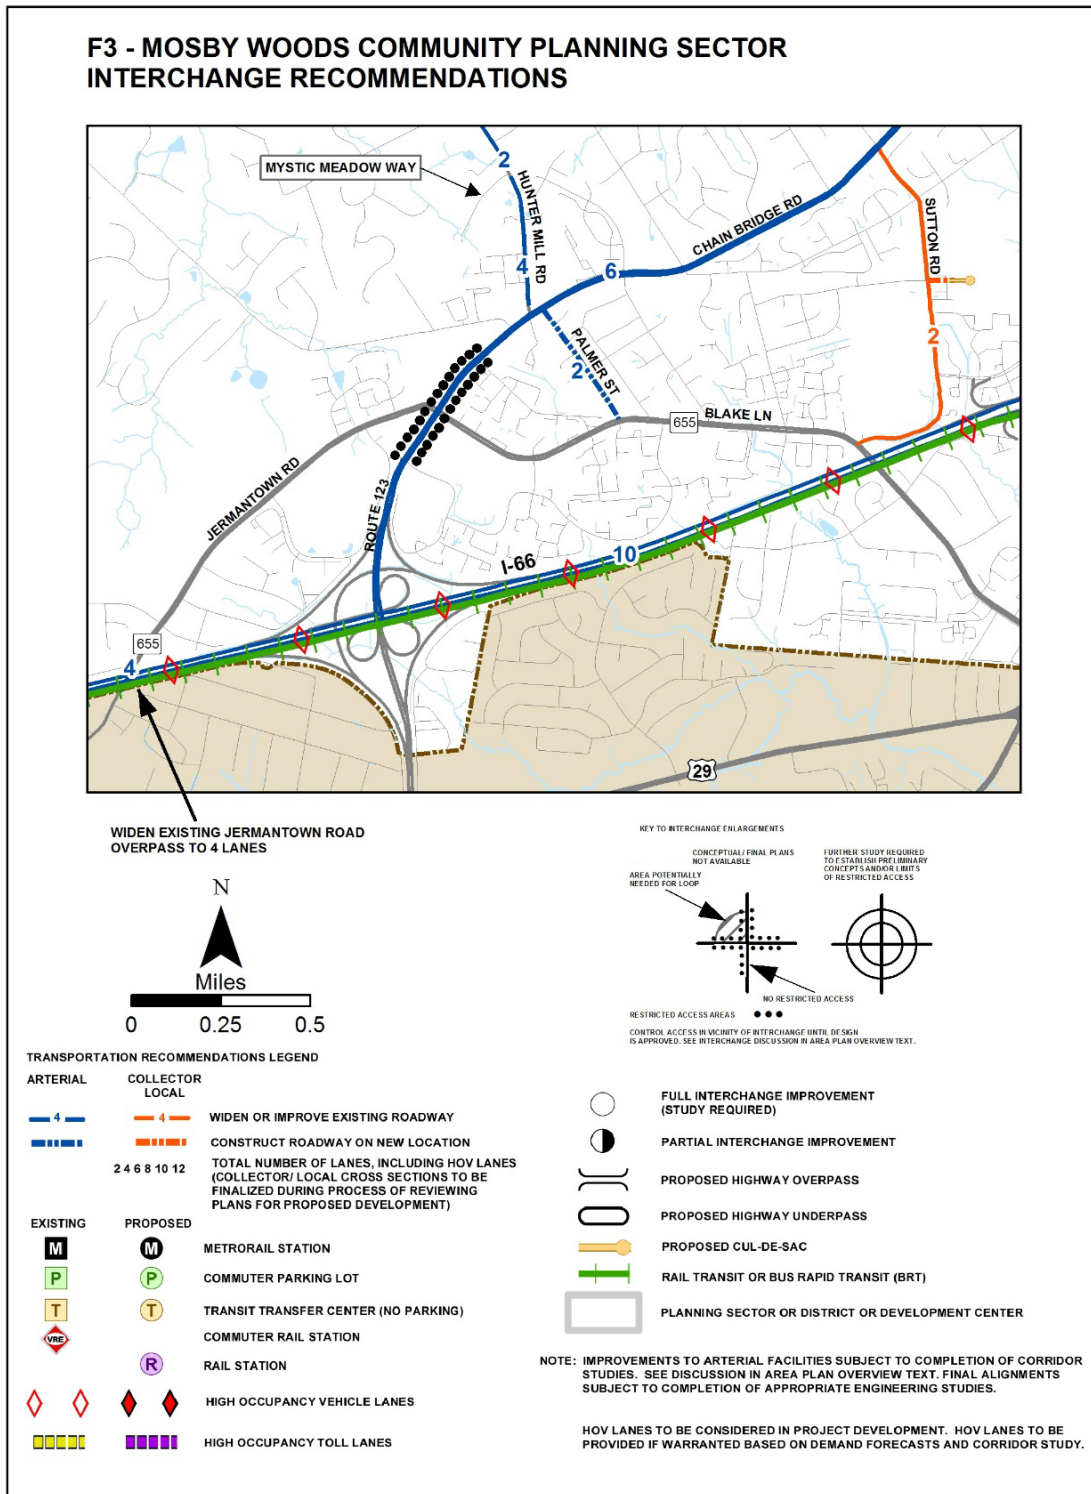 F3 - MOSBY WOODS COMMUNITY PLANNING SECTOR
INTERCHANGE RECOMMENDATIONS
MYSTIC MEADOW WAY
2
HUNTER MILL RD
4
6
CHAIN BRIDGE RD
SUTTON RD
2
PALMER ST
2
BLAKE LN
655
JERMANTOWN RD
ROUTE 123
I-66
10
655
4
29
WIDEN EXISTING JERMANTOWN ROAD
OVERPASS TO 4 LANES
N
Miles
0 0.25 0.5
KEY TO INTERCHANGE ENLARGEMENTS
CONCEPTUAL/ FINAL PLANS
NOT AVAILABLE
AREA POTENTIALLY
NEEDED FOR LOOP
FURTHER STUDY REQUIRED
TO ESTABLISH PRELIMINARY
CONCEPTS AND/OR LIMITS
OF RESTRICTED ACCESS
NO RESTRICTED ACCESS
RESTRICTED ACCESS AREAS
CONTROL ACCESS IN VICINITY OF INTERCHANGE UNTIL DESIGN
IS APPROVED. SEE INTERCHANGE DISCUSSION IN AREA PLAN OVERVIEW TEXT.
TRANSPORTATION RECOMMENDATIONS LEGEND
ARTERIAL
COLLECTOR
LOCAL
4 4 WIDEN OR IMPROVE EXISTING ROADWAY
CONSTRUCT ROADWAY ON NEW LOCATION
2 4 6 8 10 12
TOTAL NUMBER OF LANES, INCLUDING HOV LANES
(COLLECTOR/ LOCAL CROSS SECTIONS TO BE
FINALIZED DURING PROCESS OF REVIEWING
PLANS FOR PROPOSED DEVELOPMENT)
EXISTING PROPOSED
M M METRORAIL STATION
P P COMMUTER PARKING LOT
T T TRANSIT TRANSFER CENTER (NO PARKING)
VRE COMMUTER RAIL STATION
R RAIL STATION
HIGH OCCUPANCY VEHICLE LANES
HIGH OCCUPANCY TOLL LANES
FULL INTERCHANGE IMPROVEMENT
(STUDY REQUIRED)
PARTIAL INTERCHANGE IMPROVEMENT
PROPOSED HIGHWAY OVERPASS
PROPOSED HIGHWAY UNDERPASS
PROPOSED CUL-DE-SAC
RAIL TRANSIT OR BUS RAPID TRANSIT (BRT)
PLANNING SECTOR OR DISTRICT OR DEVELOPMENT CENTER
NOTE: IMPROVEMENTS TO ARTERIAL FACILITIES SUBJECT TO COMPLETION OF CORRIDOR
STUDIES. SEE DISCUSSION IN AREA PLAN OVERVIEW TEXT. FINAL ALIGNMENTS
SUBJECT TO COMPLETION OF APPROPRIATE ENGINEERING STUDIES.
HOV LANES TO BE CONSIDERED IN PROJECT DEVELOPMENT. HOV LANES TO BE
PROVIDED IF WARRANTED BASED ON DEMAND FORECASTS AND CORRIDOR STUDY.